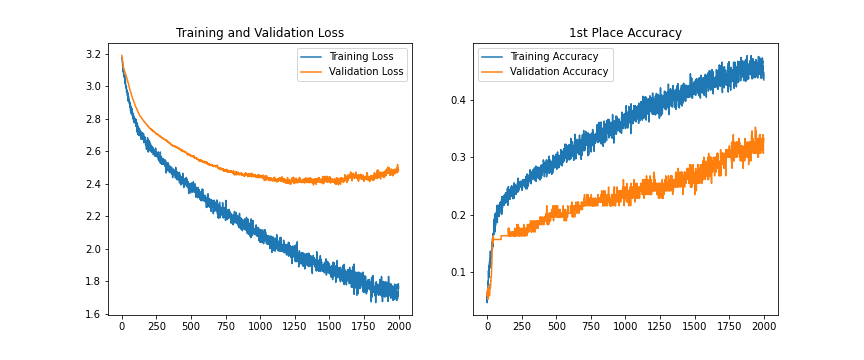 Training and Validation Loss
Training Loss
Validation Loss
3.2
3.0
2.8
2.6
2.4
2.2
2.0
1.8
1.6
0 250 500 750 1000 1250 1500 1750 2000
1st Place Accuracy
Training Accuracy
Validation Accuracy
0.4
0.3
0.2
0.1
0 250 500 750 1000 1250 1500 1750 2000